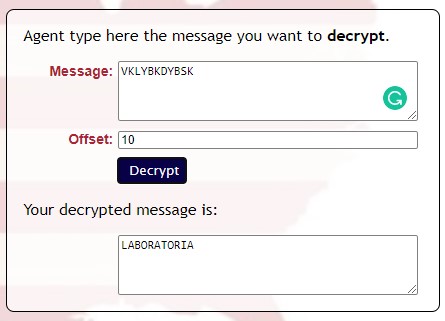 Agent type here the message you want to decrypt.
Message: VKLYBKDYBSK
Offset: 10
Decrypt
Your decrypted message is:
LABORATORIA